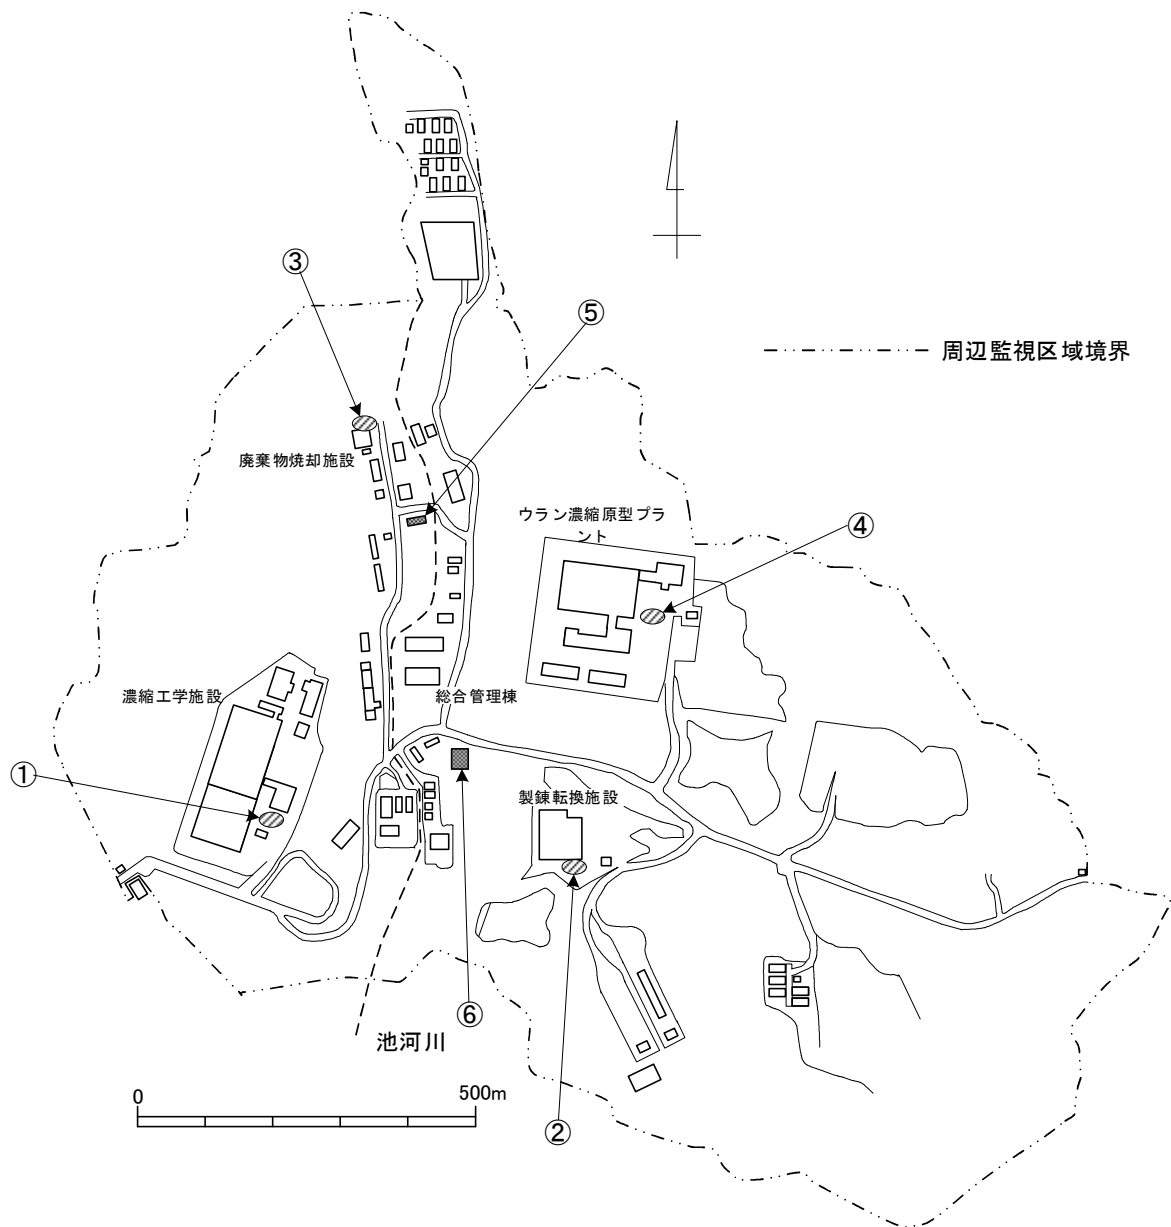 ③
⑤
周辺監視区域境界
廃棄物焼却施設
ウラン濃縮原型プラ
ント
④
濃縮工学施設
総合管理棟
①
製錬転換施設
⑥
池河川
0
500m
②